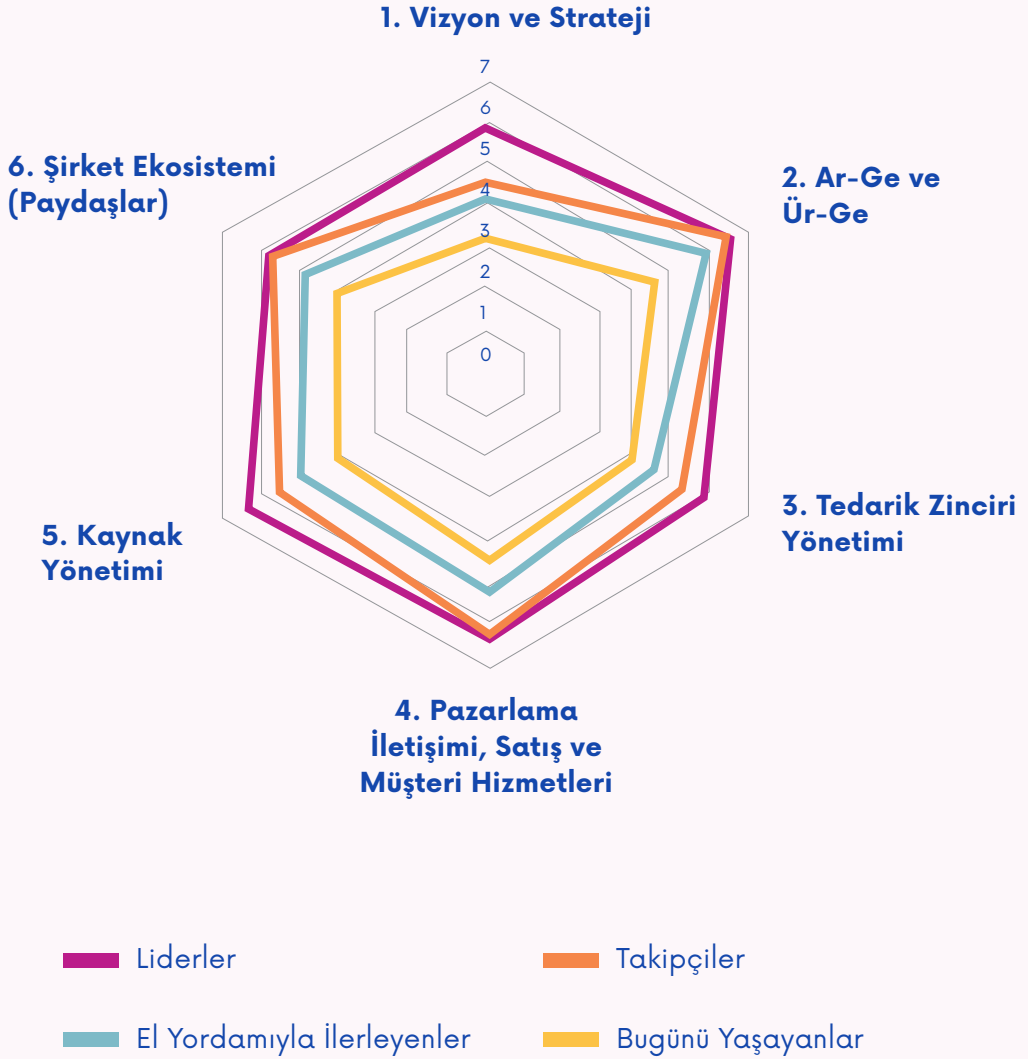 1. Vizyon ve Strateji
7
6
5
4
3
2
1
0
6. Şirket Ekosistemi
(Paydaşlar)
2. Ar-Ge ve
Ür-Ge
5. Kaynak
Yönetimi
3. Tedarik Zinciri
Yönetimi
4. Pazarlama
İletişimi, Satış ve
Müşteri Hizmetleri
Liderler
Takipçiler
El Yordamıyla İlerleyenler
Bugünü Yaşayanlar